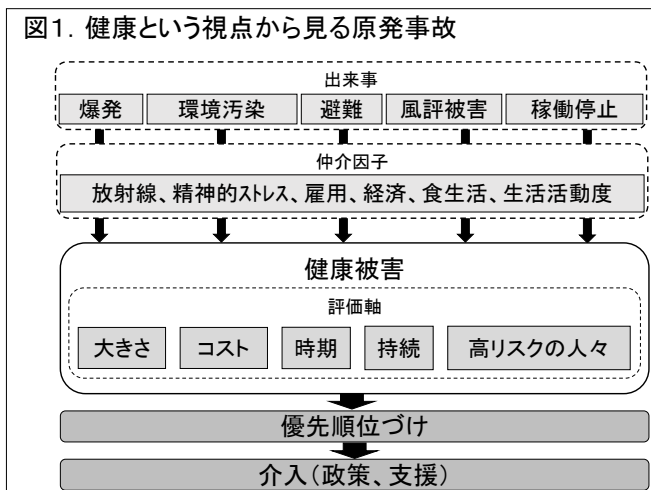 図1．健康という視点から見る原発事故
出来事
爆発 環境汚染 避難 風評被害 稼働停止
仲介因子
放射線、精神的ｽﾄﾚｽ、雇用、経済、食生活、生活活動度
健康被害
評価軸
大きさ コスト 時期 持続 高リスクの人々
優先順位づけ
介入（政策、支援）